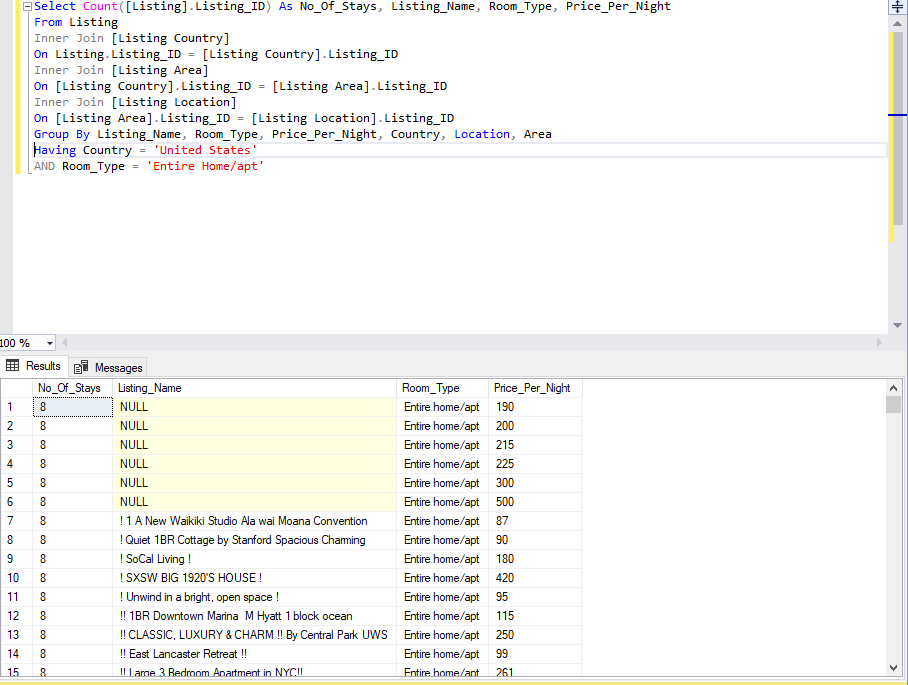 Select Count([Listing].Listing_ID) As No_Of_Stays, Listing_Name, Room_Type, Price_Per_Night
From Listing
Inner Join [Listing Country]
On Listing.Listing_ID = [Listing Country].Listing_ID
Inner Join [Listing Area]
On [Listing Country].Listing_ID = [Listing Area].Listing_ID
Inner Join [Listing Location]
On [Listing Area].Listing_ID = [Listing Location].Listing_ID
Group By Listing_Name, Room_Type, Price_Per_Night, Country, Location, Area
Having Country = 'United States'
AND Room_Type = 'Entire Home/apt'
100 %
Results Messages
No_Of_Stays Listing_Name Room_Type Price_Per_Night
1 8 NULL Entire home/apt 190
2 8 NULL Entire home/apt 200
3 8 NULL Entire home/apt 215
4 8 NULL Entire home/apt 225
5 8 NULL Entire home/apt 300
6 8 NULL Entire home/apt 500
7 8 ! 1 A New Waikiki Studio Ala wai Moana Convention Entire home/apt 87
8 8 ! Quiet 1BR Cottage by Stanford Spacious Charming Entire home/apt 90
9 8 ! SoCal Living ! Entire home/apt 180
10 8 ! SXSW BIG 1920'S HOUSE ! Entire home/apt 420
11 8 ! Unwind in a bright, open space ! Entire home/apt 95
12 8 !! 1BR Downtown Marina M Hyatt 1 block ocean Entire home/apt 115
13 8 !! CLASSIC, LUXURY & CHARM !! By Central Park UWS Entire home/apt 250
14 8 !! East Lancaster Retreat !! Entire home/apt 99
15 8 !! Large 3 Bedroom Apartment in NYC!! Entire home/apt 261